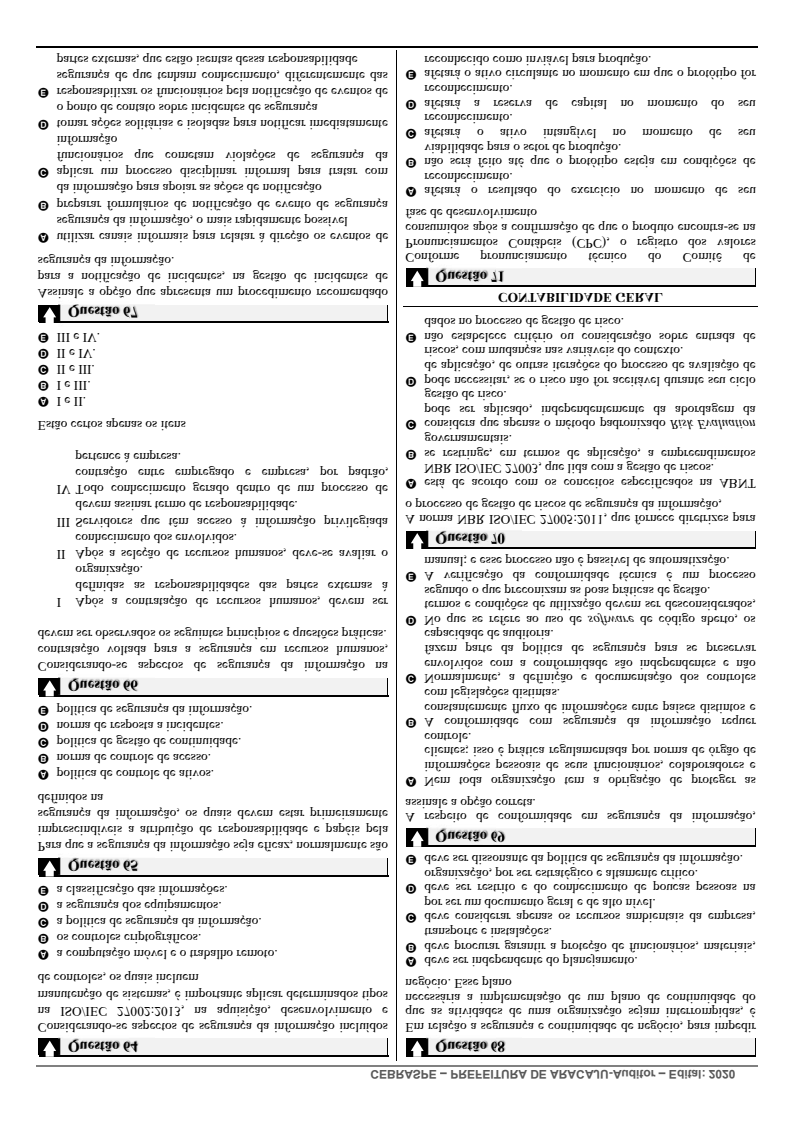 CEBRASPE – PREFEITURA DE ARACAJU-Auditor – Edital: 2020
Questão 64
Considerando-se aspectos de segurança da informação incluídos
na ISO/IEC 27002:2013, na aquisição, desenvolvimento e
manutenção de sistemas, é importante aplicar determinados tipos
de controles, os quais incluem
A a computação móvel e o trabalho remoto.
B os controles criptográficos.
C a política de segurança da informação.
D a segurança dos equipamentos.
E a classificação das informações.
Questão 65
Para que a segurança da informação seja eficaz, normalmente são
imprescindíveis a atribuição de responsabilidade e papéis pela
segurança da informação, os quais devem estar primeiramente
definidos na
A política de controle de ativos.
B norma de controle de acesso.
C política de gestão de continuidade.
D norma de resposta a incidentes.
E política de segurança da informação.
Questão 66
Considerando-se aspectos de segurança da informação na
contratação voltada para a segurança em recursos humanos,
devem ser observados os seguintes princípios e questões práticas.
I Após a contratação de recursos humanos, devem ser
definidas as responsabilidades das partes externas à
organização.
II Após a seleção de recursos humanos, deve-se avaliar o
conhecimento dos envolvidos.
III Servidores que têm acesso à informação privilegiada
devem assinar termo de responsabilidade.
IV Todo conhecimento gerado dentro de um processo de
contração entre empregado e empresa, por padrão,
pertence à empresa.
Estão certos apenas os itens
A I e II.
B I e III.
C II e III.
D II e IV.
E III e IV.
Questão 67
Assinale a opção que apresenta um procedimento recomendado
para a notificação de incidentes, na gestão de incidentes de
segurança da informação.
A utilizar canais informais para relatar à direção os eventos de
segurança da informação, o mais rapidamente possível
B preparar formulários de notificação de evento de segurança
da informação para apoiar as ações de notificação
C aplicar um processo disciplinar informal para tratar com
funcionários que cometam violações de segurança da
informação
D tomar ações solitárias e isoladas para notificar imediatamente
o ponto de contato sobre incidentes de segurança
E responsabilizar os funcionários pela notificação de eventos de
segurança de que tenham conhecimento, diferentemente das
partes externas, que estão isentas dessa responsabilidade
Questão 68
Em relação a segurança e continuidade de negócio, para impedir
que as atividades de uma organização sejam interrompidas, é
necessária a implementação de um plano de continuidade do
negócio. Esse plano
A deve ser independente do planejamento.
B deve procurar garantir a proteção de funcionários, materiais,
transporte e instalações.
C deve considerar apenas os recursos ambientais da empresa,
por ser um documento geral e de alto nível.
D deve ser restrito e do conhecimento de poucas pessoas na
organização, por ser estratégico e altamente crítico.
E deve ser dissonante da política de segurança da informação.
Questão 69
A respeito de conformidade em segurança da informação,
assinale a opção correta.
A Nem toda organização tem a obrigação de proteger as
informações pessoais de seus funcionários, colaboradores e
clientes; isso é prática regulamentada por norma de órgão de
controle.
B A conformidade com segurança da informação requer
constantemente fluxo de informações entre países distintos e
com legislações distintas.
C Normalmente, a definição e documentação dos controles
envolvidos com a conformidade são independentes e não
fazem parte da política de segurança para se preservar
capacidade de auditoria.
D No que se refere ao uso de software de código aberto, os
termos e condições de utilização devem ser desconsiderados,
segundo o que preconizam as boas práticas de gestão.
E A verificação da conformidade técnica é um processo
manual; e esse processo não é passível de automatização.
Questão 70
A norma NBR ISO/IEC 27005:2011, que fornece diretrizes para
o processo de gestão de riscos de segurança da informação,
A está de acordo com os conceitos especificados na ABNT
NBR ISO/IEC 27003, que lida com a gestão de riscos.
B se restringe, em termos de aplicação, a empreendimentos
governamentais.
C considera que apenas o método padronizado Risk Evaluation
pode ser aplicado, independentemente da abordagem da
gestão de risco.
D pode necessitar, se o risco não for aceitável durante seu ciclo
de aplicação, de outras iterações do processo de avaliação de
riscos, com mudanças nas variáveis do contexto.
E não estabelece critério ou consideração sobre entrada de
dados no processo de gestão de risco.
CONTABILIDADE GERAL
Questão 71
Conforme pronunciamento técnico do Comitê de
Pronunciamentos Contábeis (CPC), o registro dos valores
consumidos após a confirmação de que o produto encontra-se na
fase de desenvolvimento
A afetará o resultado do exercício no momento de seu
reconhecimento.
B não será feito até que o protótipo esteja em condições de
viabilidade para o setor de produção.
C afetará o ativo intangível no momento de seu
reconhecimento.
D afetará a reserva de capital no momento do seu
reconhecimento.
E afetará o ativo circulante no momento em que o protótipo for
reconhecido como inviável para produção.